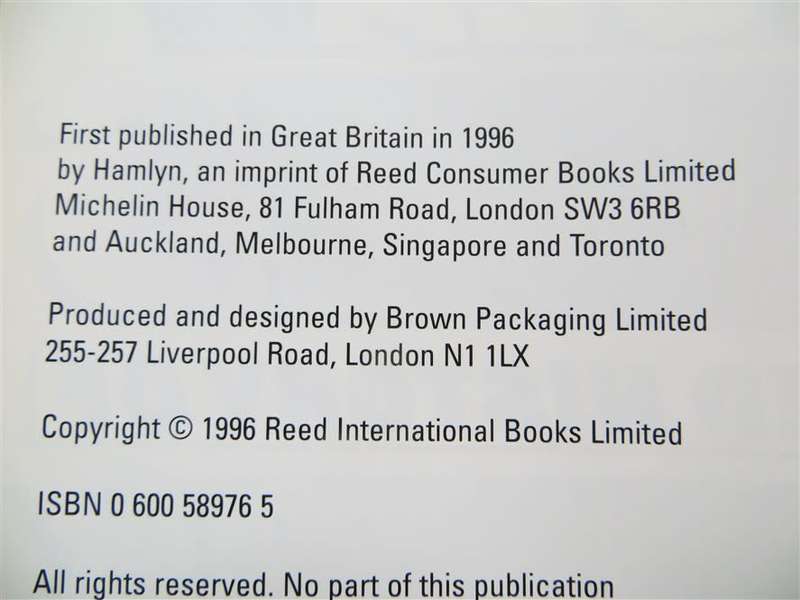 First published in Great Britain in 1996
by Hamlyn, an imprint of Reed Consumer Books Limited
Michelin House, 81 Fulham Road, London SW3 6RB
and Auckland, Melbourne, Singapore and Toronto
Produced and designed by Brown Packaging Limited
255-257 Liverpool Road, London N1 1LX
Copyright © 1996 Reed International Books Limited
ISBN 0 600 58976 5
All rights reserved. No part of this publication